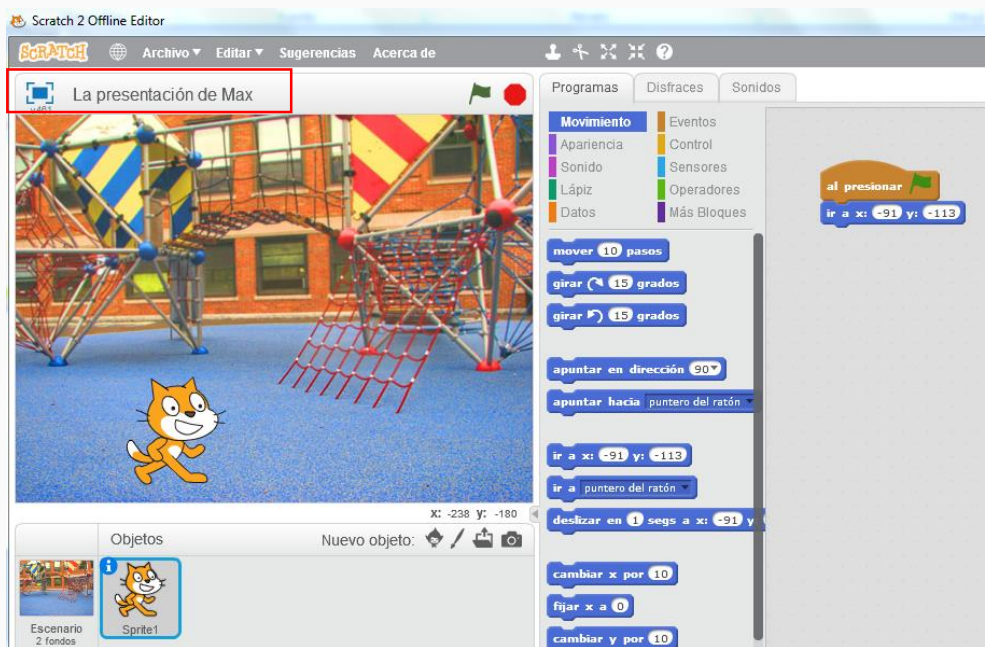 Scratch 2 Offline Editor
SCRATCH Archivo Editar Sugerencias Acerca de
La presentación de Max
v461
Programas Disfraces Sonidos
Movimiento Eventos
Apariencia Control
Sonido Sensores
Lápiz Operadores
Datos Más Bloques
al presionar
ir a x: -91 y: -113
mover 10 pasos
girar 15 grados
girar 15 grados
apuntar en dirección 90
apuntar hacia puntero del ratón
ir a x: -91 y: -113
ir a puntero del ratón
deslizar en 1 segs a x: -91 y
cambiar x por 10
fijar x a 0
cambiar y por 10
X: -238 Y: -180
Objetos Nuevo objeto:
Escenario
2 fondos
Sprite1